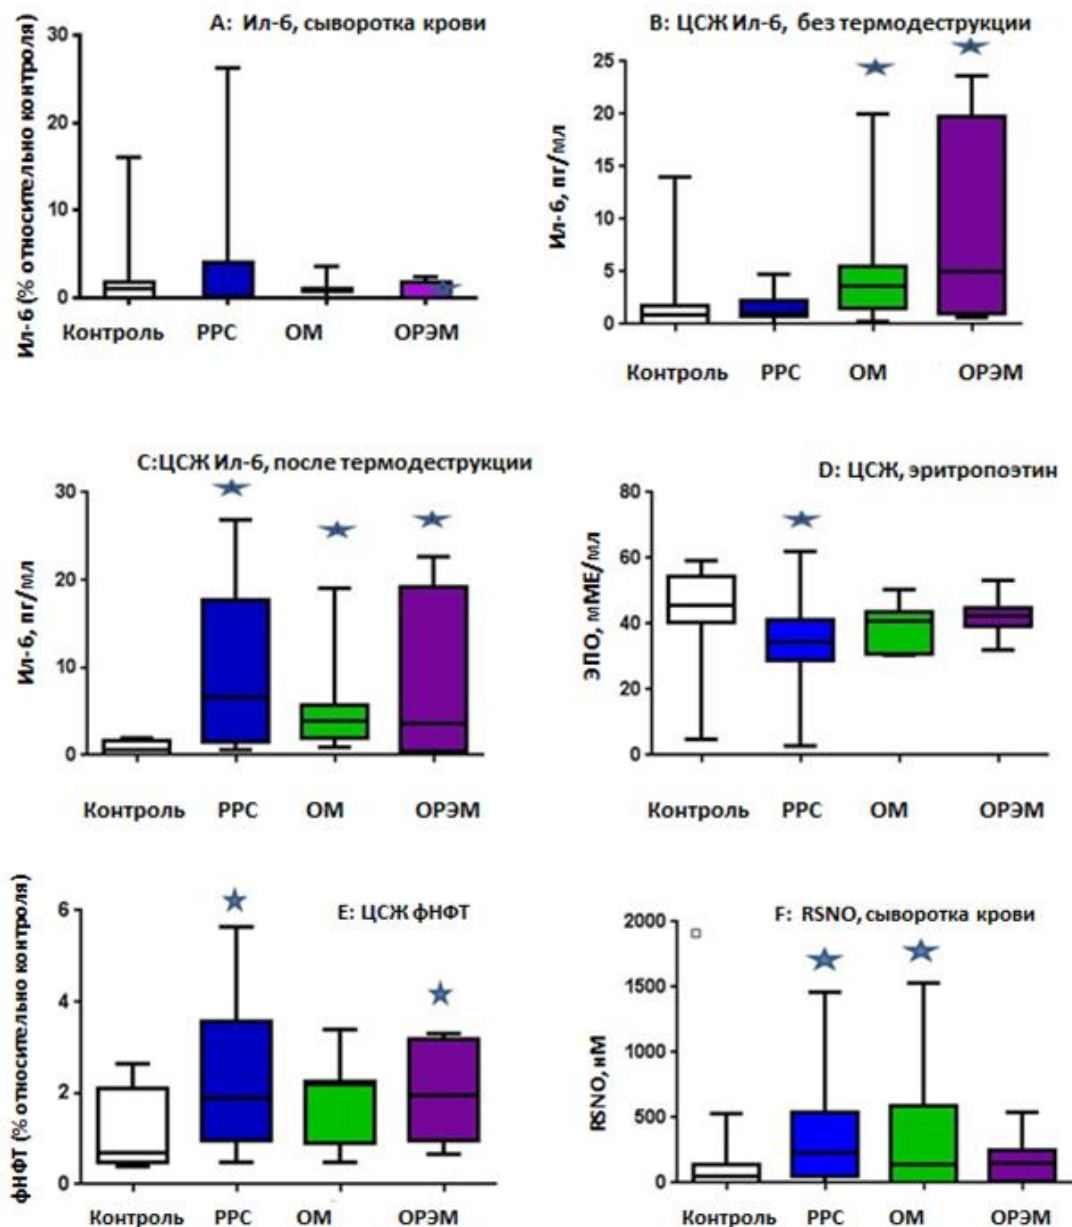 A: Ил-6, сыворотка крови
Ил-6 (% относительно контроля)
30
20
10
0
Контроль РРС ОМ ОРЭМ
B: ЦСЖ Ил-6, без термодеструкции
Ил-6, пг/мл
25
20
15
10
5
0
Контроль РРС ОМ ОРЭМ
C:ЦСЖ Ил-6, после термодеструкции
Ил-6, пг/мл
30
20
10
0
Контроль РРС ОМ ОРЭМ
D: ЦСЖ, эритропоэтин
ЭПО, мМЕ/мл
80
60
40
20
0
Контроль РРС ОМ ОРЭМ
E: ЦСЖ фНФТ
фНФТ (% относительно контроля)
6
4
2
0
Контроль РРС ОМ ОРЭМ
F: RSNO, сыворотка крови
RSNO, нМ
2000
1500
1000
500
0
Контроль РРС ОМ ОРЭМ